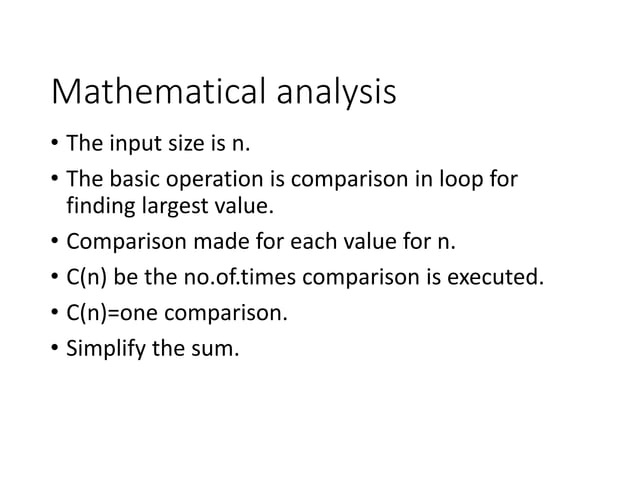 Mathematical analysis
• The input size is n.
• The basic operation is comparison in loop for
finding largest value.
• Comparison made for each value for n.
• C(n) be the no.of.times comparison is executed.
• C(n)=one comparison.
• Simplify the sum.